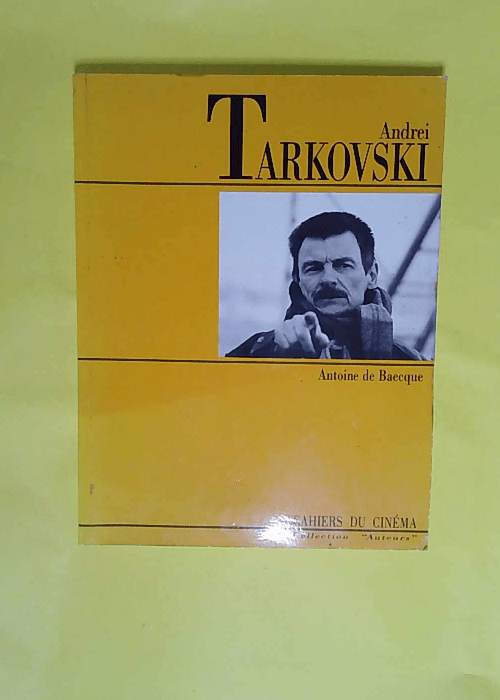 Andrei
TARKOVSKI
Antoine de Baecque
CAHIERS DU CINÉMA
Collection "Auteurs"